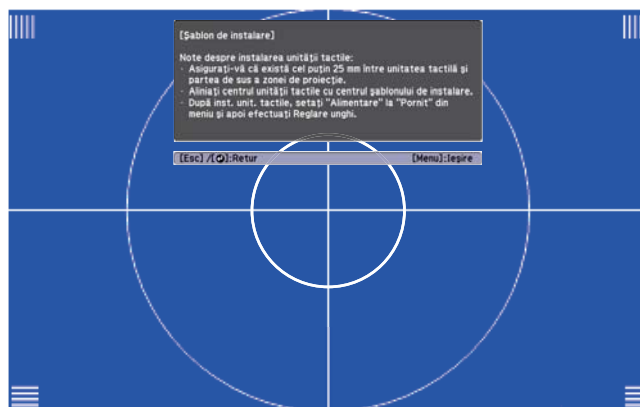 [Şablon de instalare]
Note despre instalarea unității tactile:
· Asigurați-vă că există cel puțin 25 mm între unitatea tactilă și
partea de sus a zonei de proiecție.
· Aliniați centrul unității tactile cu centrul șablonului de instalare.
· După inst. unit. tactile, setați "Alimentare" la "Pornit" din
meniu și apoi efectuați Reglare unghi.
[Esc] /[⮐]:Retur [Menu]:Ieșire